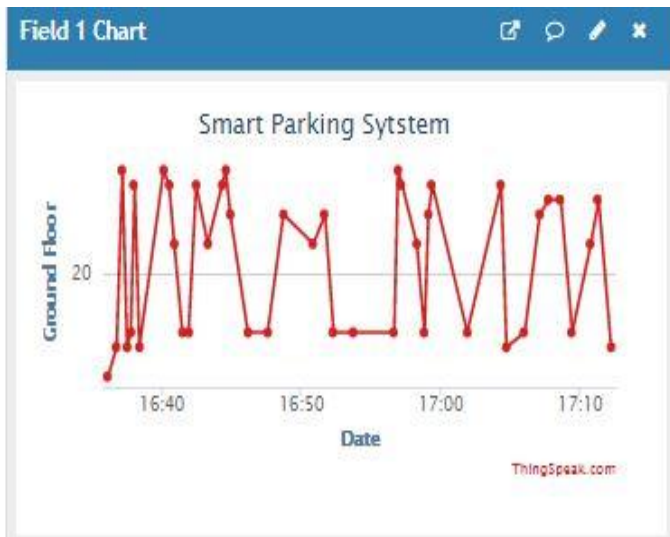 Field 1 Chart
Smart Parking Sytstem
Ground Floor
20
16:40 16:50 17:00 17:10
Date
ThingSpeak.com